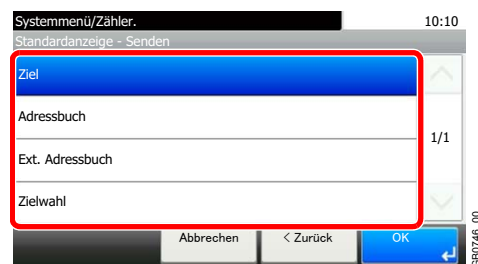 Systemmenü/Zähler. 10:10
Standardanzeige - Senden
Ziel
Adressbuch
1/1
Ext. Adressbuch
Zielwahl
Abbrechen < Zurück OK
GB0746_00